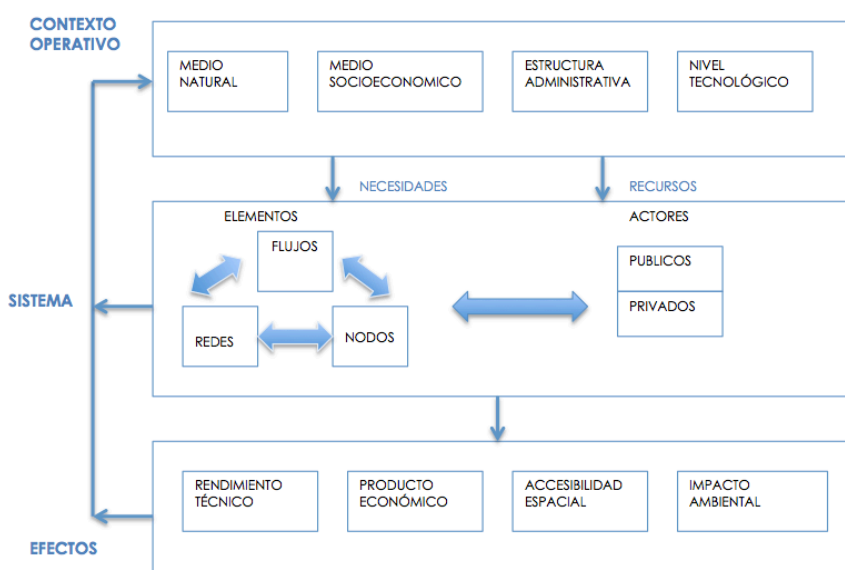 CONTEXTO
OPERATIVO
MEDIO
NATURAL
MEDIO
SOCIOECONOMICO
ESTRUCTURA
ADMINISTRATIVA
NIVEL
TECNOLÓGICO
NECESIDADES
RECURSOS
ELEMENTOS
ACTORES
FLUJOS
PUBLICOS
SISTEMA
PRIVADOS
REDES
NODOS
RENDIMIENTO
TÉCNICO
PRODUCTO
ECONÓMICO
ACCESIBILIDAD
ESPACIAL
IMPACTO
AMBIENTAL
EFECTOS